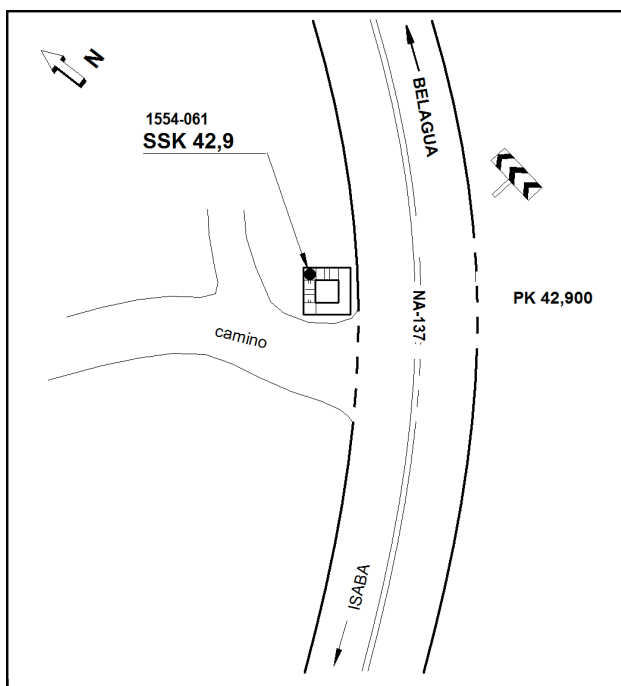 N
1554-061
SSK 42,9
BELAGUA
NA-137
PK 42,900
camino
ISABA